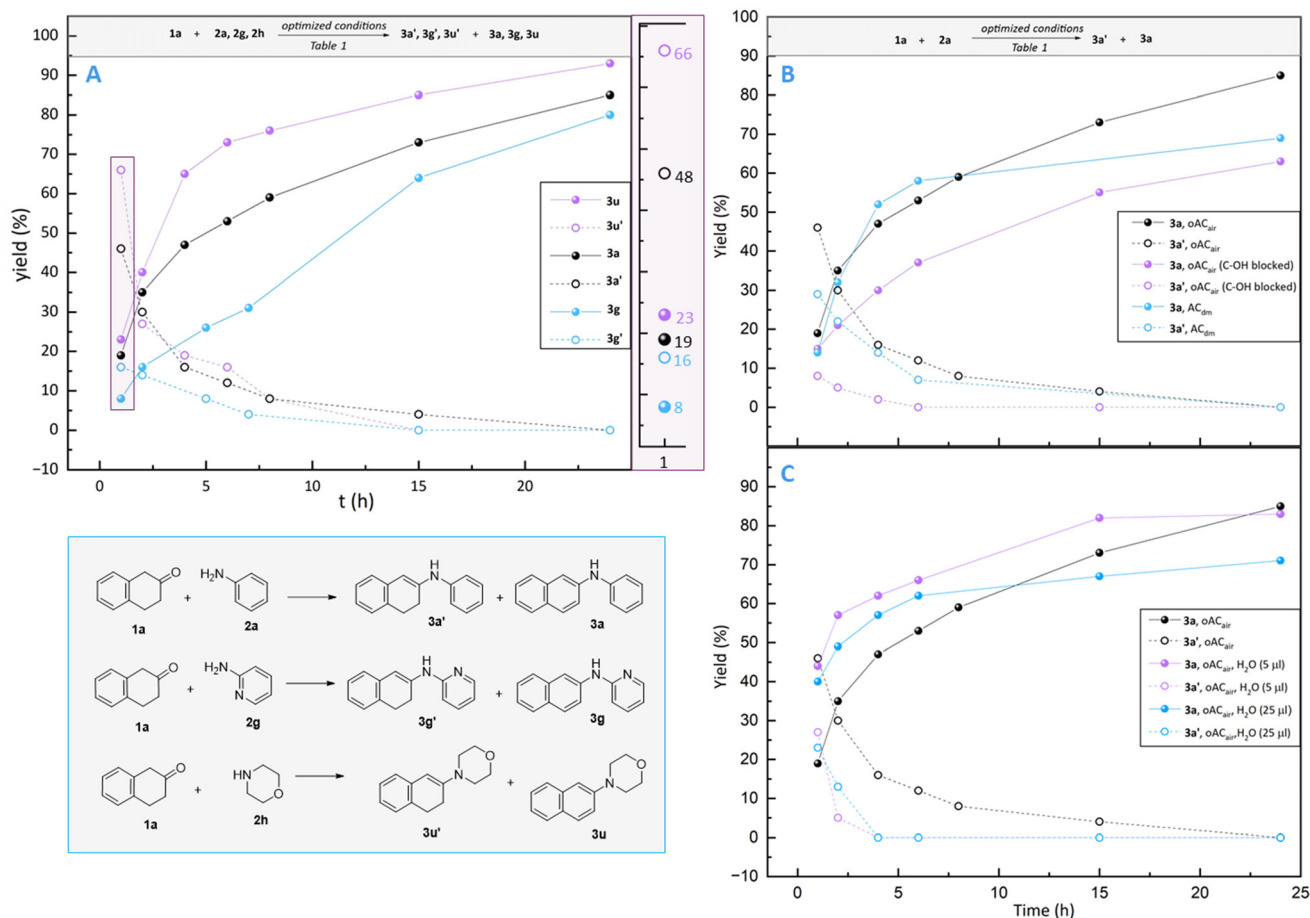 optimized conditions
1a + 2a, 2g, 2h 3a', 3g', 3u' + 3a, 3g, 3u
Table 1
A
100
90
80
70
60
50
40
30
20
10
0
−10
yield (%)
0
5
10
15
20
t (h)
3u
3u'
3a
3a'
3g
3g'
66
48
23
19
16
8
1
optimized conditions
1a + 2a 3a' + 3a
Table 1
B
100
90
80
70
60
50
40
30
20
10
0
Yield (%)
3a, oACair
3a', oACair
3a, oACair (C-OH blocked)
3a', oACair (C-OH blocked)
3a, ACdm
3a', ACdm
C
90
80
70
60
50
40
30
20
10
0
−10
Yield (%)
3a, oACair
3a', oACair
3a, oACair, H2O (5 µl)
3a', oACair, H2O (5 µl)
3a, oACair, H2O (25 µl)
3a', oACair,H2O (25 µl)
0
5
10
15
20
25
Time (h)
O
+
H2N
H
N
+
H
N
1a
2a
3a'
3a
O
+
H2N
N
H
N
N
+
H
N
N
1a
2g
3g'
3g
O
+
HN
O
N
O
+
N
O
1a
2h
3u'
3u